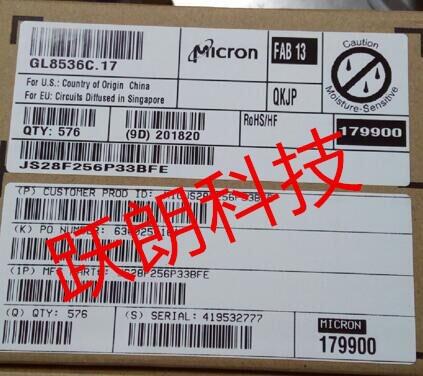 GL8536C.17
Micron
FAB 13
Caution
Moisture-Sensitive
For U.S.: Country of Origin China
For EU: Circuits Diffused in Singapore
QKJP
QTY: 576
(9D) 201820
RoHS/HF
179900
JS28F256P33BFE
(P) CUSTOMER PROD ID:
跃朗科技
(K) PO NUMBER:
(1P) MFG PART#: JS28F256P33BFE
(Q) QTY: 576
(S) SERIAL: 419532777
MICRON
179900